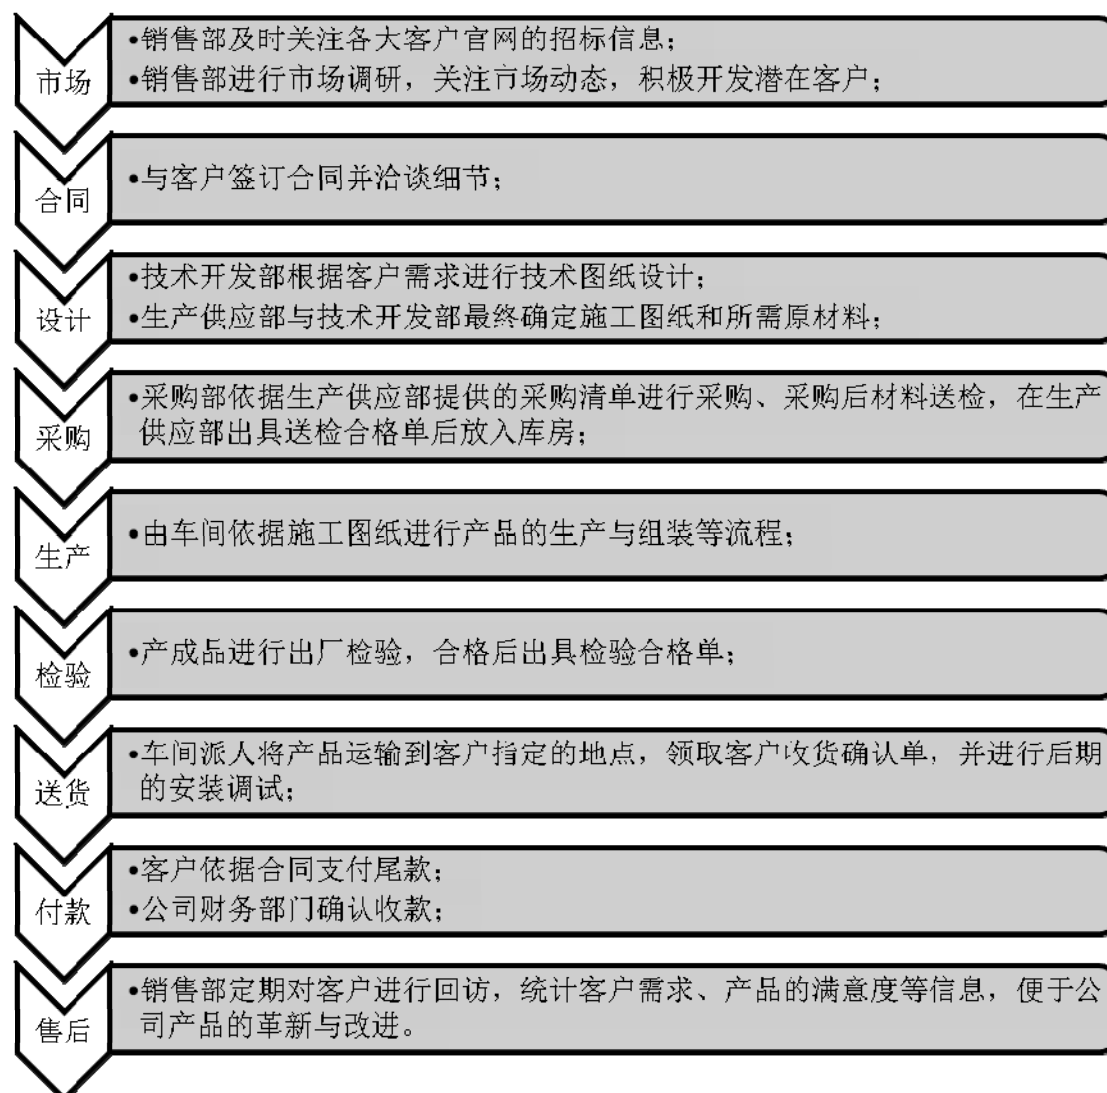 市场
•销售部及时关注各大客户官网的招标信息；
•销售部进行市场调研，关注市场动态，积极开发潜在客户；
合同
•与客户签订合同并洽谈细节；
设计
•技术开发部根据客户需求进行技术图纸设计；
•生产供应部与技术开发部最终确定施工图纸和所需原材料；
采购
•采购部依据生产供应部提供的采购清单进行采购、采购后材料送检，在生产
供应部出具送检合格单后放入库房；
生产
•由车间依据施工图纸进行产品的生产与组装等流程；
检验
•产成品进行出厂检验，合格后出具检验合格单；
送货
•车间派人将产品运输到客户指定的地点，领取客户收货确认单，并进行后期
的安装调试；
付款
•客户依据合同支付尾款；
•公司财务部门确认收款；
售后
•销售部定期对客户进行回访，统计客户需求、产品的满意度等信息，便于公
司产品的革新与改进。